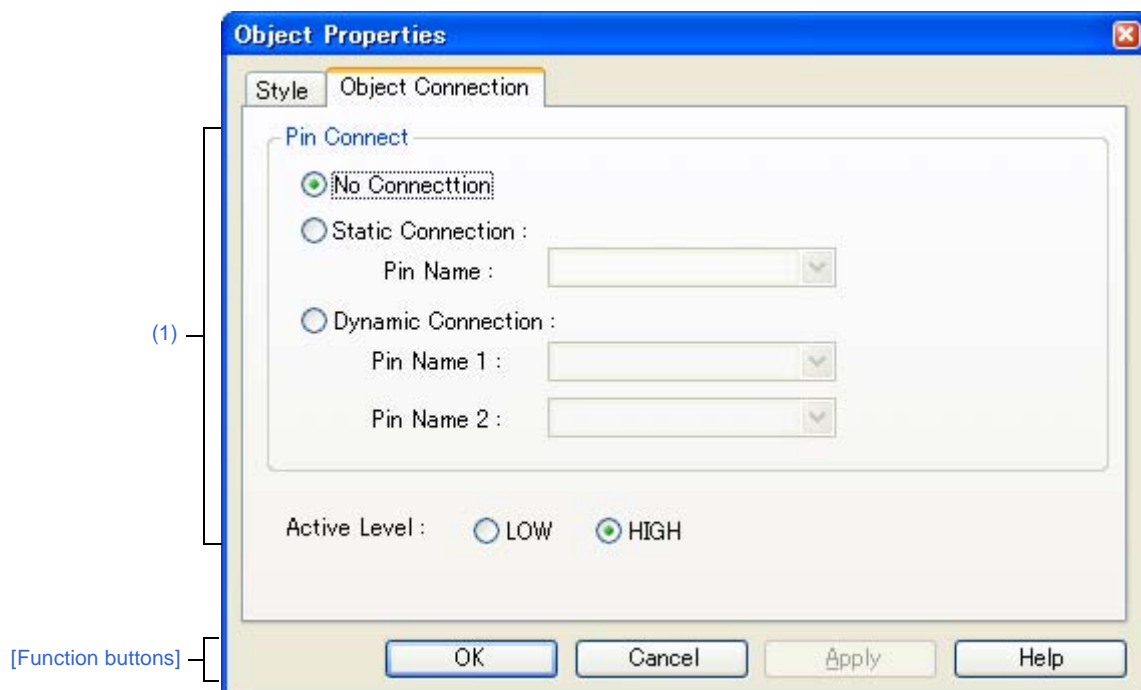 Object Properties
Style Object Connection
Pin Connect
No Connecttion
Static Connection :
Pin Name :
Dynamic Connection :
(1)
Pin Name 1 :
Pin Name 2 :
Active Level : LOW HIGH
[Function buttons]
OK Cancel Apply Help